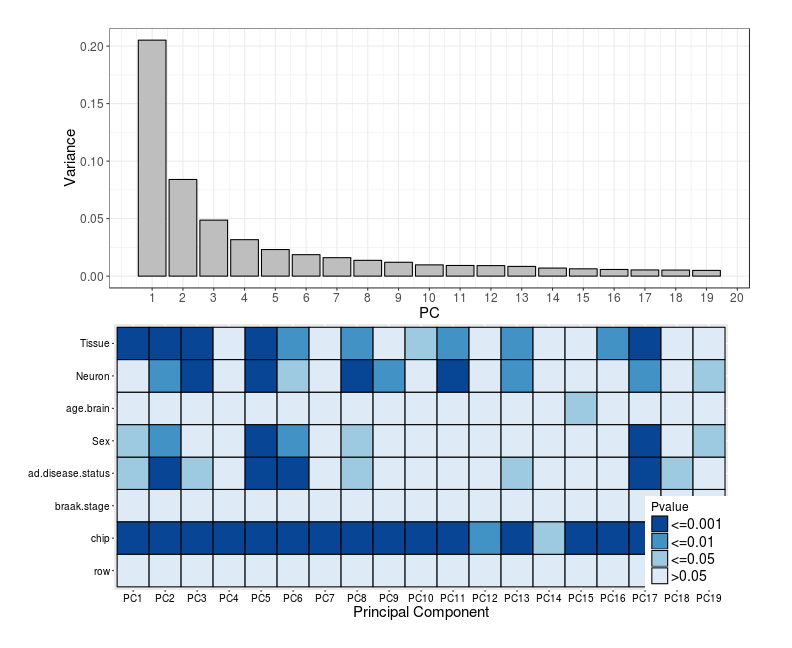 0.20
0.15
0.10
0.05
0.00
Variance
1 2 3 4 5 6 7 8 9 10 11 12 13 14 15 16 17 18 19 20
PC
Tissue
Neuron
age.brain
Sex
ad.disease.status
braak.stage
chip
row
Pvalue
<=0.001
<=0.01
<=0.05
>0.05
PC1 PC2 PC3 PC4 PC5 PC6 PC7 PC8 PC9 PC10 PC11 PC12 PC13 PC14 PC15 PC16 PC17 PC18 PC19
Principal Component